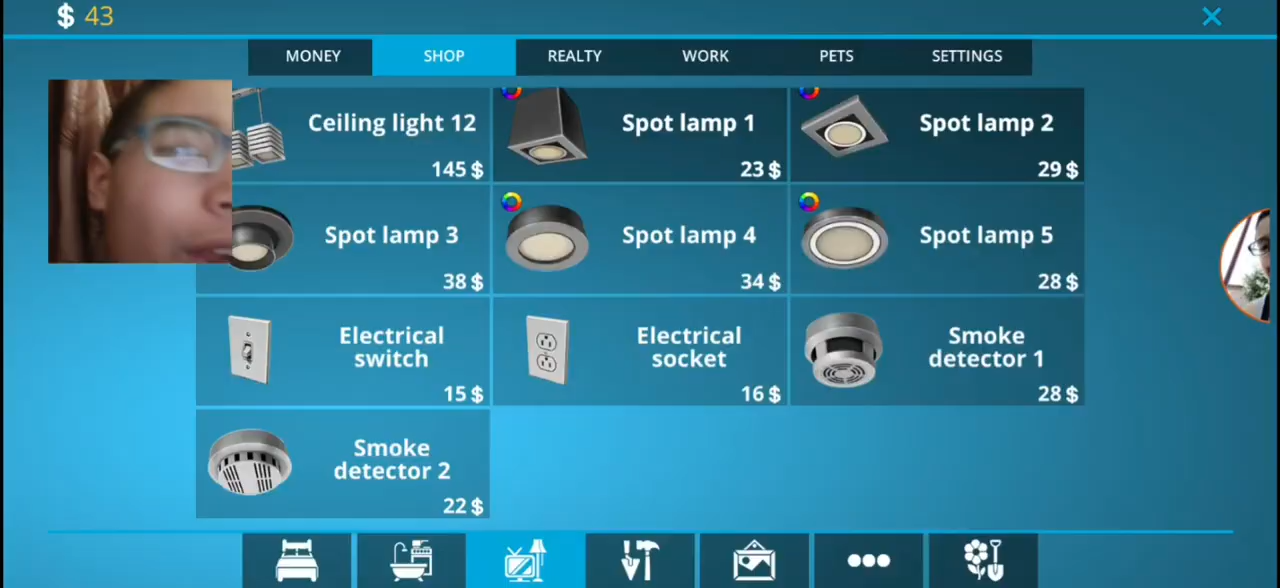 $ 43
MONEY
SHOP
REALTY
WORK
PETS
SETTINGS
Ceiling light 12
145 $
Spot lamp 1
23 $
Spot lamp 2
29 $
Spot lamp 3
38 $
Spot lamp 4
34 $
Spot lamp 5
28 $
Electrical
switch
15 $
Electrical
socket
16 $
Smoke
detector 1
28 $
Smoke
detector 2
22 $